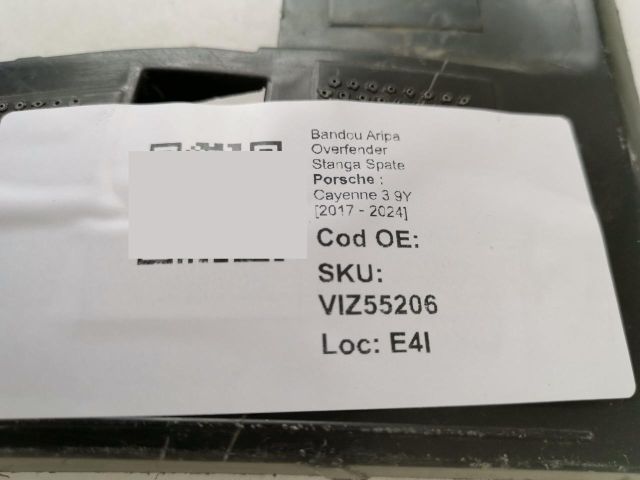 Bandou Aripa
Overfender
Stanga Spate
Porsche :
Cayenne 3 9Y
[2017 - 2024]
Cod OE:
SKU:
VIZ55206
Loc: E4I